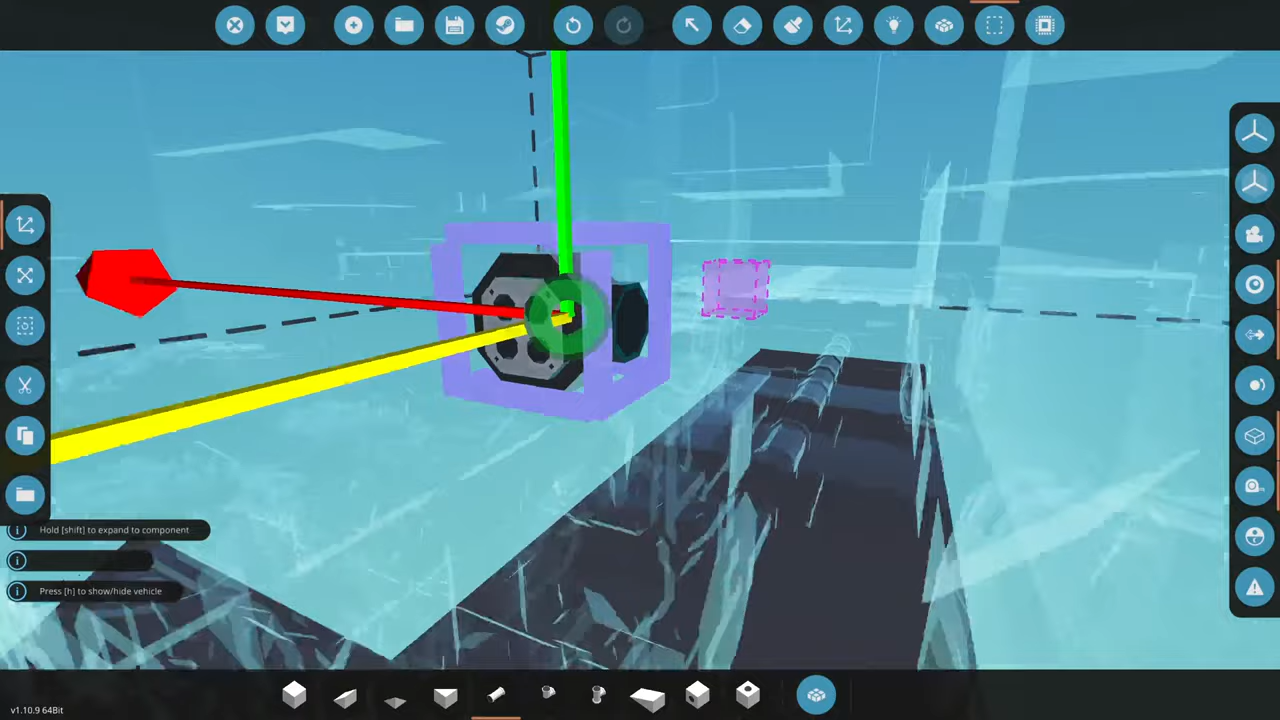 Hold [shift] to expand to component
Press [h] to show/hide vehicle
v1.10.9 64Bit